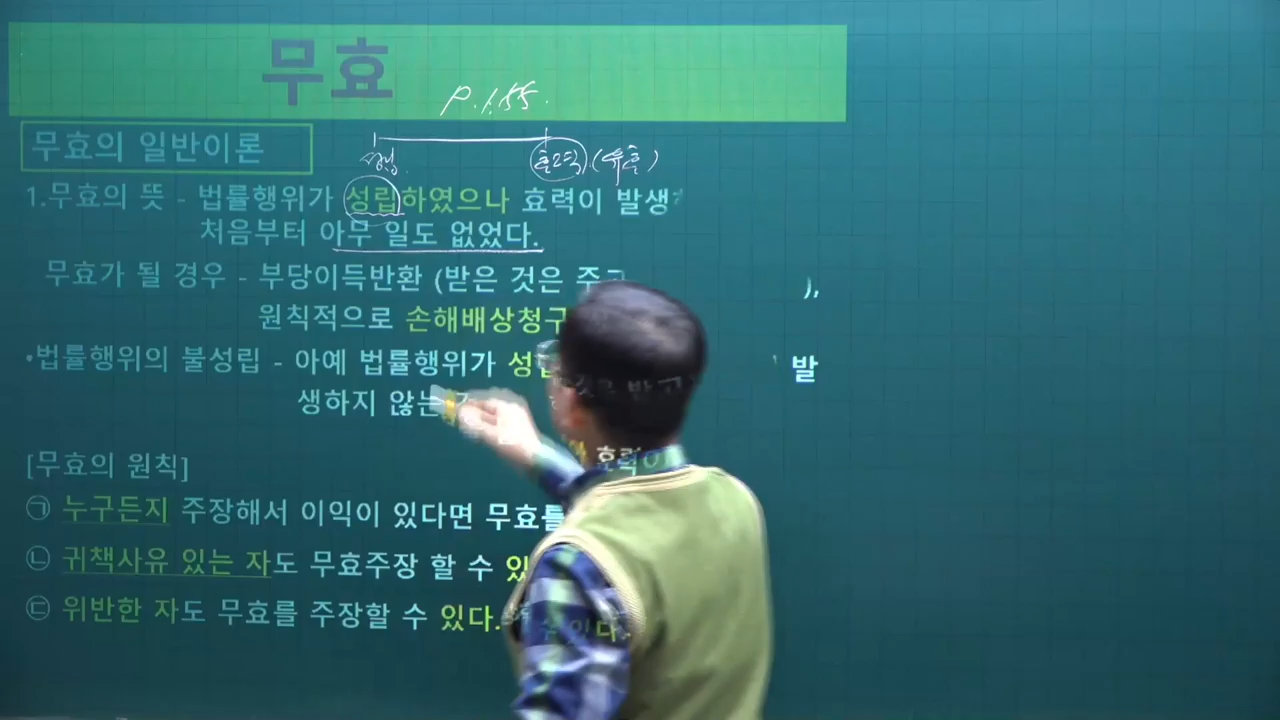 무효
P.155.
무효의 일반이론
효력 (유효)
1.무효의 뜻 - 법률행위가 성립하였으나 효력이 발생
처음부터 아무 일도 없었다.
무효가 될 경우 - 부당이득반환 (받은 것은 주고 ),
원칙적으로 손해배상청구
•법률행위의 불성립 - 아예 법률행위가 성립 발
생하지 않는
[무효의 원칙]
㉠ 누구든지 주장해서 이익이 있다면 무효를
㉡ 귀책사유 있는 자도 무효주장 할 수 있
㉢ 위반한 자도 무효를 주장할 수 있다.